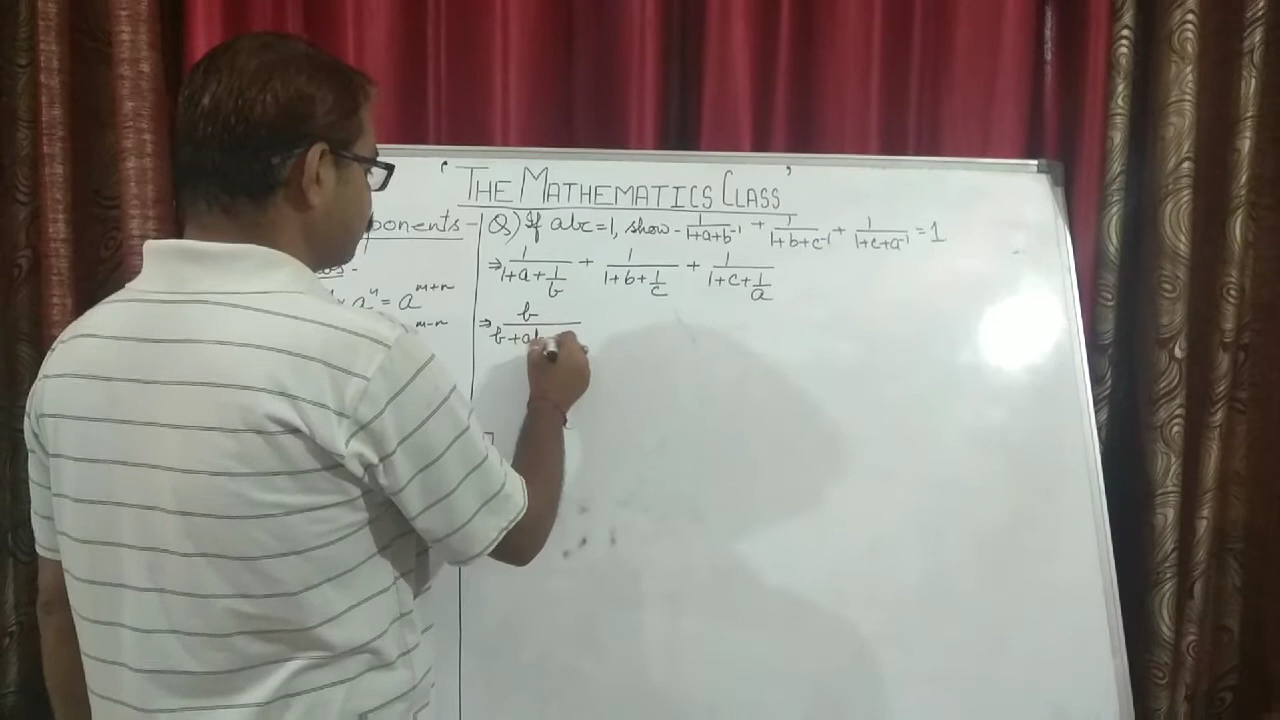 'THE MATHEMATICS CLASS'
ponents -
a^n = a^{m+n}
m-n
Q) If abc=1, show - 1/(1+a+b^{-1}) + 1/(1+b+c^{-1}) + 1/(1+c+a^{-1}) = 1
⇒ 1/(1+a+1/b) + 1/(1+b+1/c) + 1/(1+c+1/a)
⇒ b/(b+ab